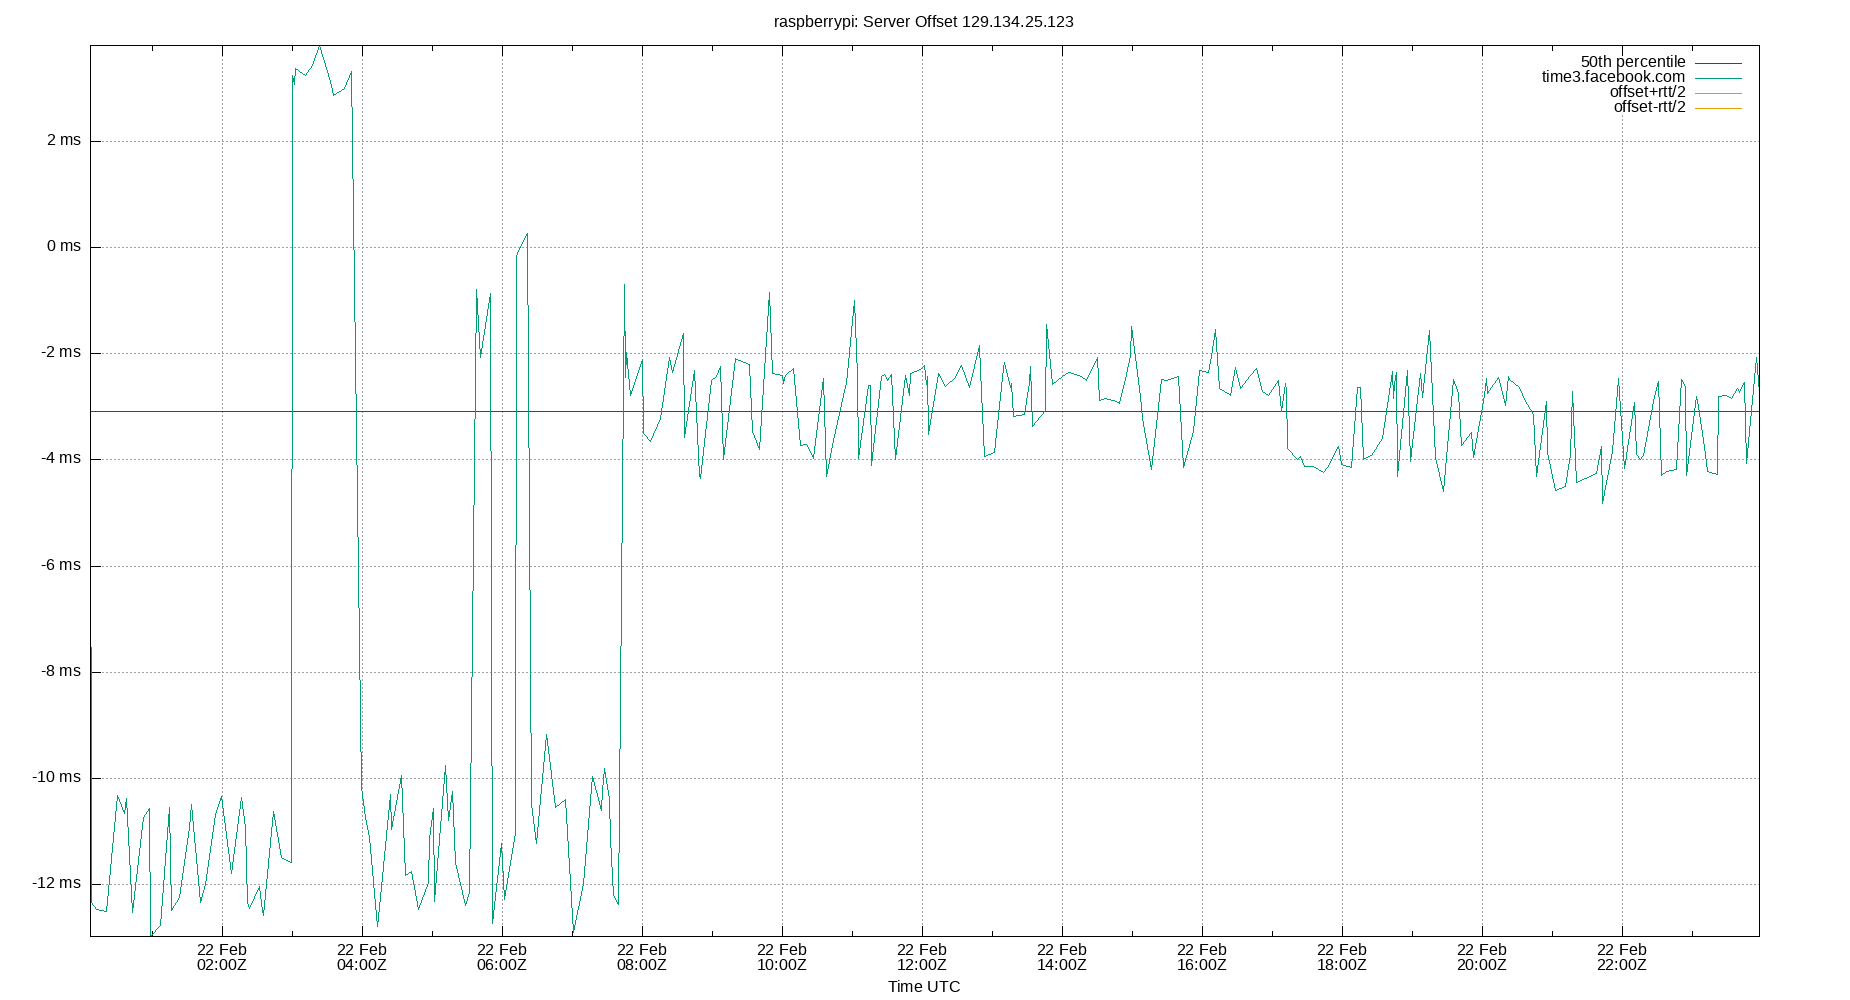 raspberrypi: Server Offset 129.134.25.123
50th percentile
time3.facebook.com
offset+rtt/2
offset-rtt/2
2 ms
0 ms
-2 ms
-4 ms
-6 ms
-8 ms
-10 ms
-12 ms
22 Feb 22 Feb 22 Feb 22 Feb 22 Feb 22 Feb 22 Feb 22 Feb 22 Feb 22 Feb 22 Feb
02:00Z 04:00Z 06:00Z 08:00Z 10:00Z 12:00Z 14:00Z 16:00Z 18:00Z 20:00Z 22:00Z
Time UTC